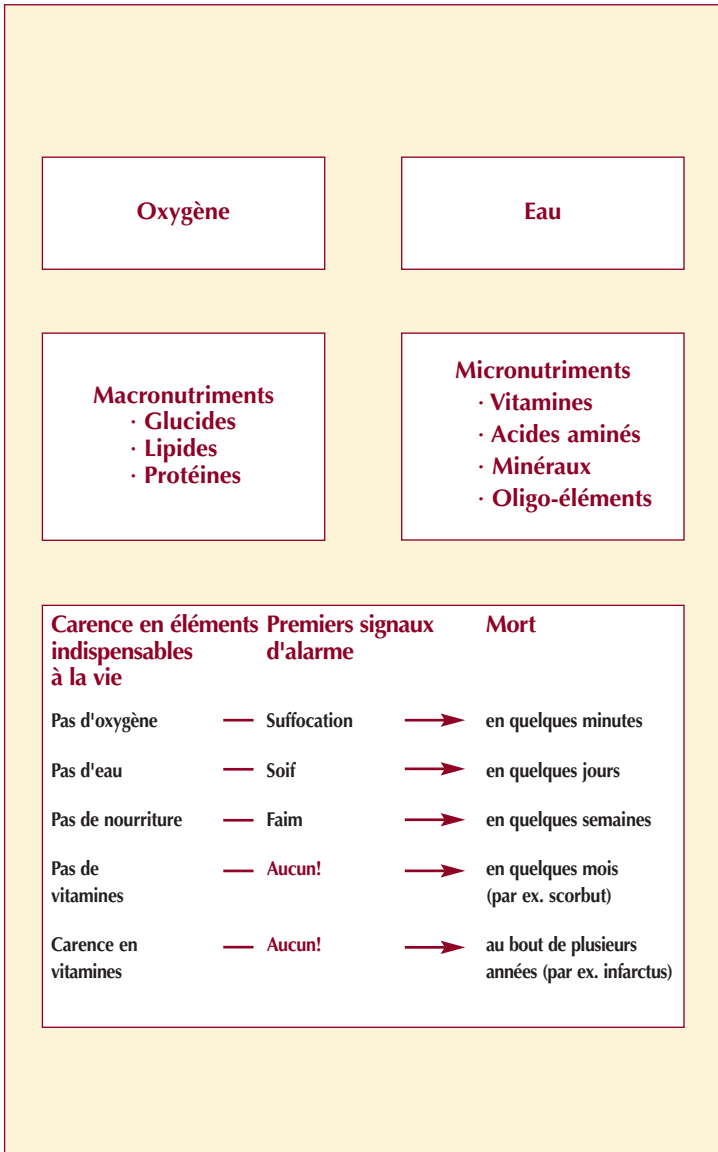 Oxygène
Eau
Macronutriments
· Glucides
· Lipides
· Protéines
Micronutriments
· Vitamines
· Acides aminés
· Minéraux
· Oligo-éléments
Carence en éléments indispensables à la vie
Premiers signaux d'alarme
Mort
Pas d'oxygène — Suffocation en quelques minutes
Pas d'eau — Soif en quelques jours
Pas de nourriture — Faim en quelques semaines
Pas de vitamines — Aucun! en quelques mois (par ex. scorbut)
Carence en vitamines — Aucun! au bout de plusieurs années (par ex. infarctus)